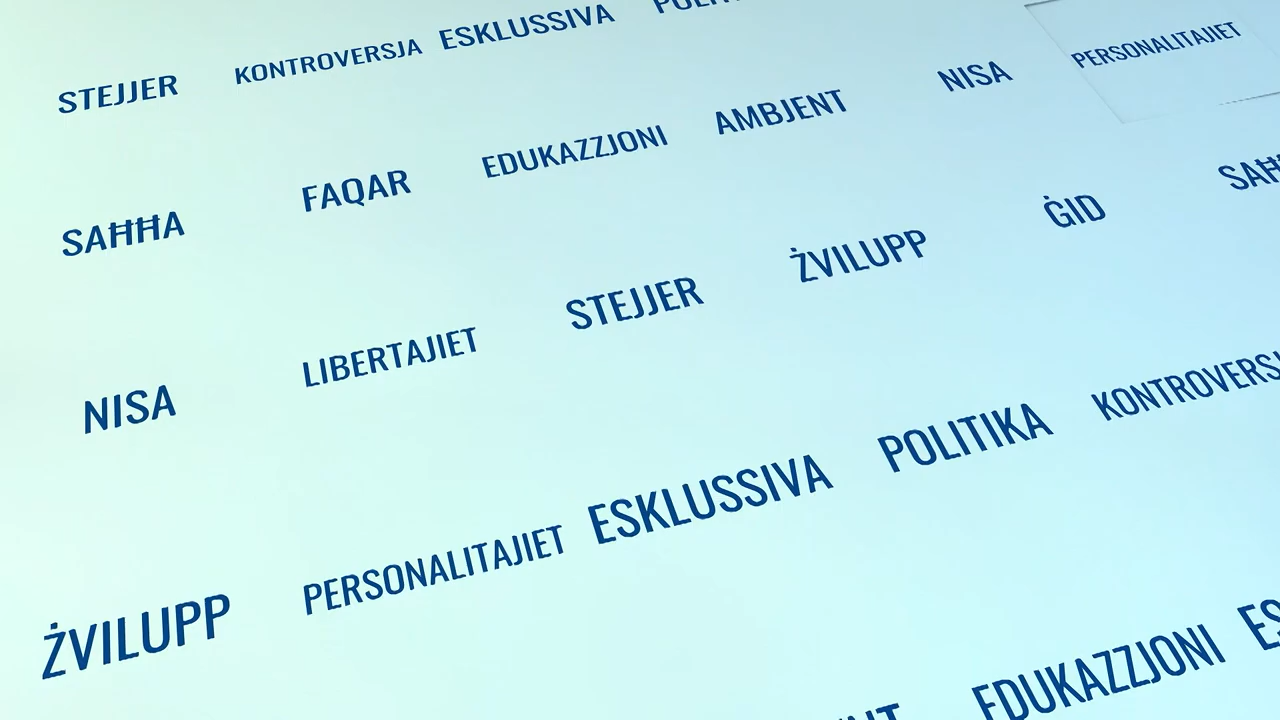 STEJJER KONTROVERSJA ESKLUSSIVA
SAĦĦA FAQAR EDUKAZZJONI AMBJENT NISA PERSONALITAJIET
NISA LIBERTAJIET STEJJER ŻVILUPP ĠID
ŻVILUPP PERSONALITAJIET ESKLUSSIVA POLITIKA
EDUKAZZJONI